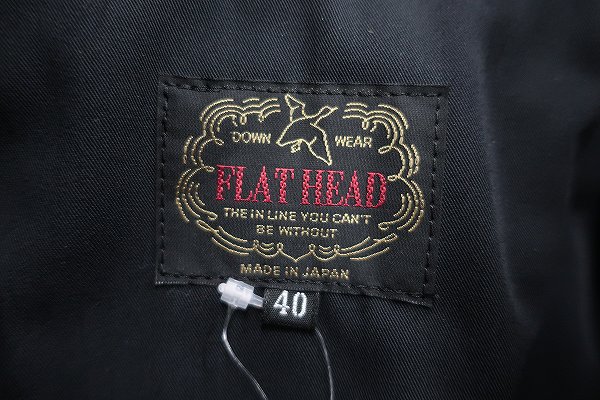 DOWN WEAR
FLAT HEAD
THE IN LINE YOU CAN'T
BE WITHOUT
MADE IN JAPAN
40